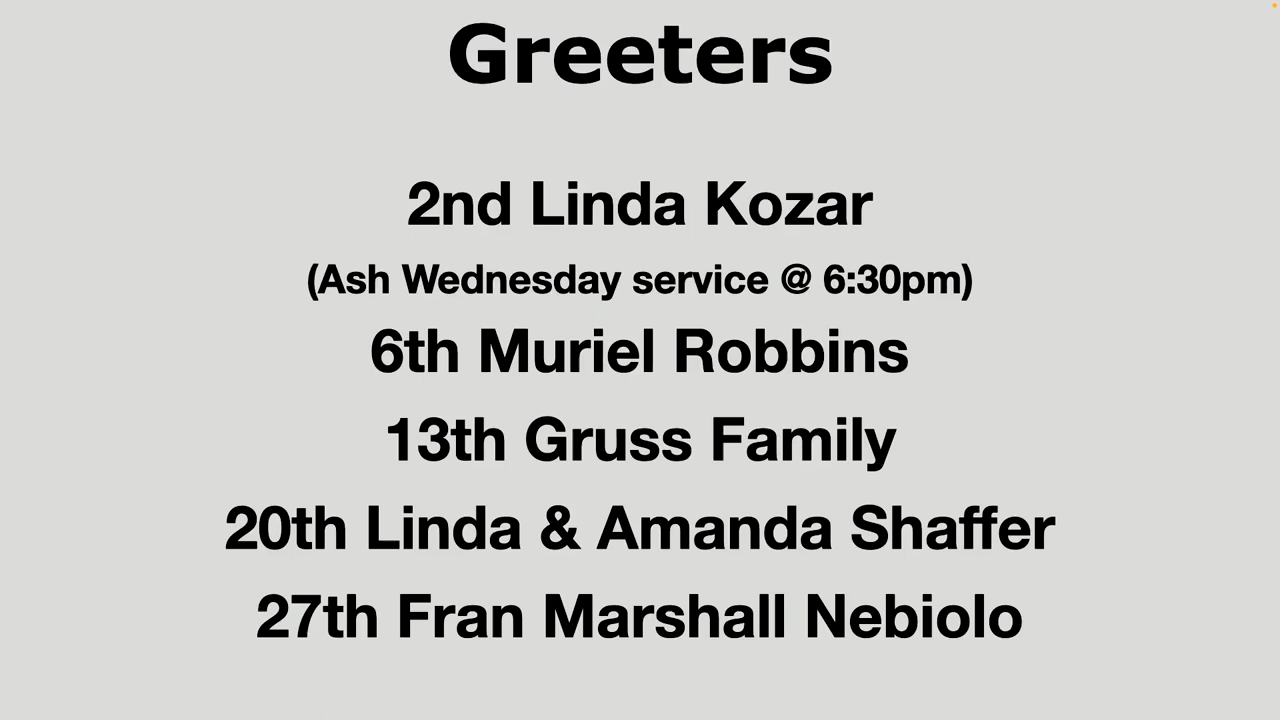 Greeters
2nd Linda Kozar
(Ash Wednesday service @ 6:30pm)
6th Muriel Robbins
13th Gruss Family
20th Linda & Amanda Shaffer
27th Fran Marshall Nebiolo